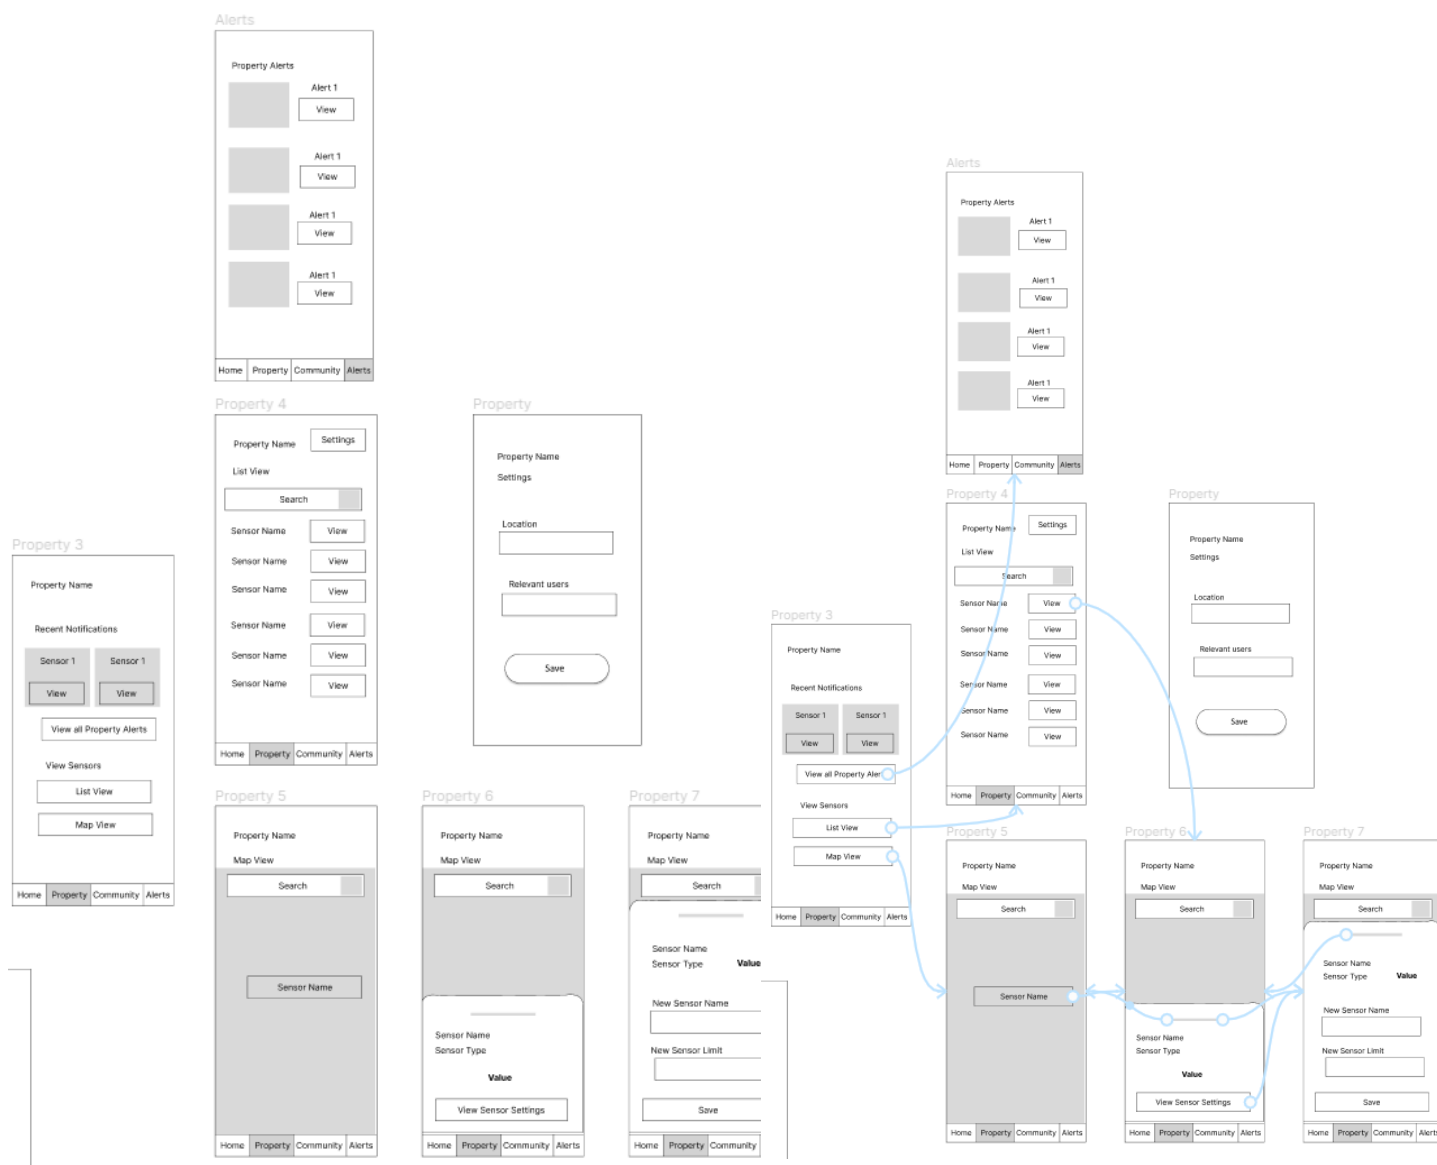 Alerts
Property Alerts
Alert 1
View
Alert 1
View
Alert 1
View
Alert 1
View
Home Property Community Alerts
Property 4
Property Name Settings
List View
Search
Sensor Name View
Sensor Name View
Sensor Name View
Sensor Name View
Sensor Name View
Sensor Name View
Home Property Community Alerts
Property
Property Name
Settings
Location
Relevant users
Save
Property 3
Property Name
Recent Notifications
Sensor 1 Sensor 1
View View
View all Property Alerts
View Sensors
List View
Map View
Home Property Community Alerts
Property 5
Property Name
Map View
Search
Sensor Name
Home Property Community Alerts
Property 6
Property Name
Map View
Search
Sensor Name
Sensor Type
Value
View Sensor Settings
Home Property Community Alerts
Property 7
Property Name
Map View
Search
Sensor Name
Sensor Type Value
New Sensor Name
New Sensor Limit
Save
Home Property Community
Alerts
Property Alerts
Alert 1
View
Alert 1
View
Alert 1
View
Alert 1
View
Home Property Community Alerts
Property 4
Property Name Settings
List View
Search
Sensor Name View
Sensor Name View
Sensor Name View
Sensor Name View
Sensor Name View
Sensor Name View
Home Property Community Alerts
Property
Property Name
Settings
Location
Relevant users
Save
Property 3
Property Name
Recent Notifications
Sensor 1 Sensor 1
View View
View all Property Aler
View Sensors
List View
Map View
Home Property Community Alerts
Property 5
Property Name
Map View
Search
Sensor Name
Home Property Community Alerts
Property 6
Property Name
Map View
Search
Sensor Name
Sensor Type
Value
View Sensor Settings
Home Property Community Alerts
Property 7
Property Name
Map View
Search
Sensor Name
Sensor Type Value
New Sensor Name
New Sensor Limit
Save
Home Property Community Alert